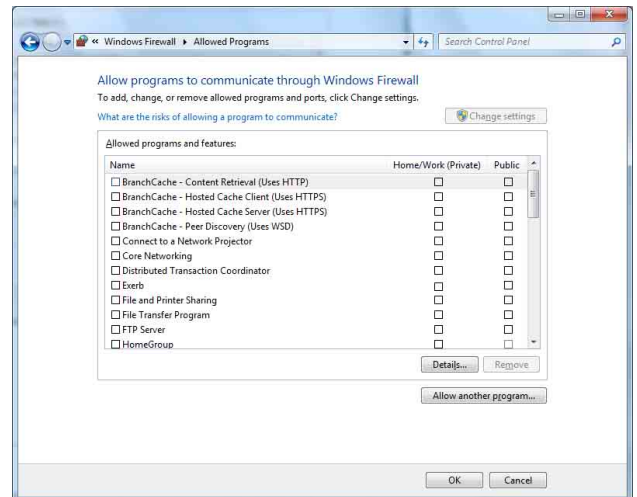 « Windows Firewall ▸ Allowed Programs
Search Control Panel
Allow programs to communicate through Windows Firewall
To add, change, or remove allowed programs and ports, click Change settings.
What are the risks of allowing a program to communicate?
Change settings
Allowed programs and features:
Name Home/Work (Private) Public
BranchCache - Content Retrieval (Uses HTTP)
BranchCache - Hosted Cache Client (Uses HTTPS)
BranchCache - Hosted Cache Server (Uses HTTPS)
BranchCache - Peer Discovery (Uses WSD)
Connect to a Network Projector
Core Networking
Distributed Transaction Coordinator
Exerb
File and Printer Sharing
File Transfer Program
FTP Server
HomeGroup
Details... Remove
Allow another program...
OK Cancel